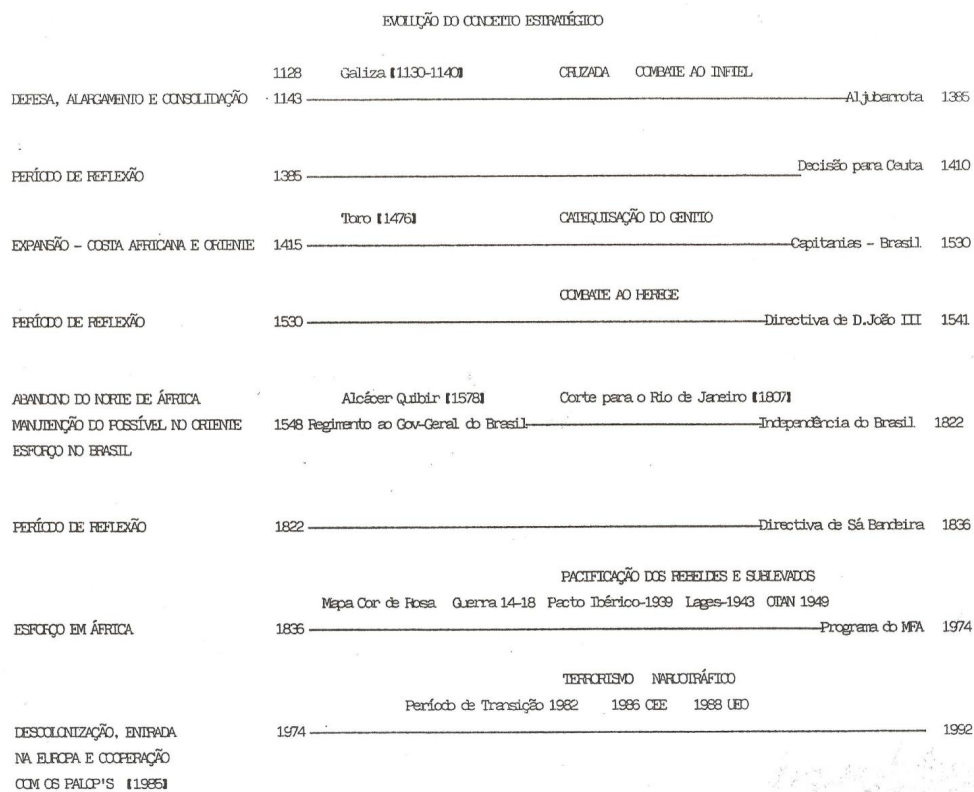 EVOLUÇÃO DO CONCEITO ESTRATÉGICO
1128 Galiza [1130-1140] CRUZADA COMBATE AO INFIEL
DEFESA, ALARGAMENTO E CONSOLIDAÇÃO 1143 Aljubarrota 1385
Decisão para Ceuta 1410
PERÍODO DE REFLEXÃO 1385
Toro [1476] CATEQUISAÇÃO DO GENTIO
EXPANSÃO - COSTA AFRICANA E ORIENTE 1415 Capitanias - Brasil 1530
COMBATE AO HEREGE
PERÍODO DE REFLEXÃO 1530 Directiva de D.João III 1541
ABANDONO DO NORTE DE ÁFRICA Alcácer Quibir [1578] Corte para o Rio de Janeiro [1807]
MANUTENÇÃO DO POSSÍVEL NO ORIENTE 1548 Regimento ao Gov-Geral do Brasil Independência do Brasil 1822
ESFORÇO NO BRASIL
PERÍODO DE REFLEXÃO 1822 Directiva de Sá Bandeira 1836
PACIFICAÇÃO DOS REBELDES E SUBLEVADOS
Mapa Cor de Rosa Guerra 14-18 Pacto Ibérico-1939 Lages-1943 OTAN 1949
ESFORÇO EM ÁFRICA 1836 Programa do MFA 1974
TERRORISMO NARCOTRÁFICO
Período de Transição 1982 1986 CEE 1988 UEO
DESCOLONIZAÇÃO, ENTRADA 1974 1992
NA EUROPA E COOPERAÇÃO
COM OS PALOP'S [1985]